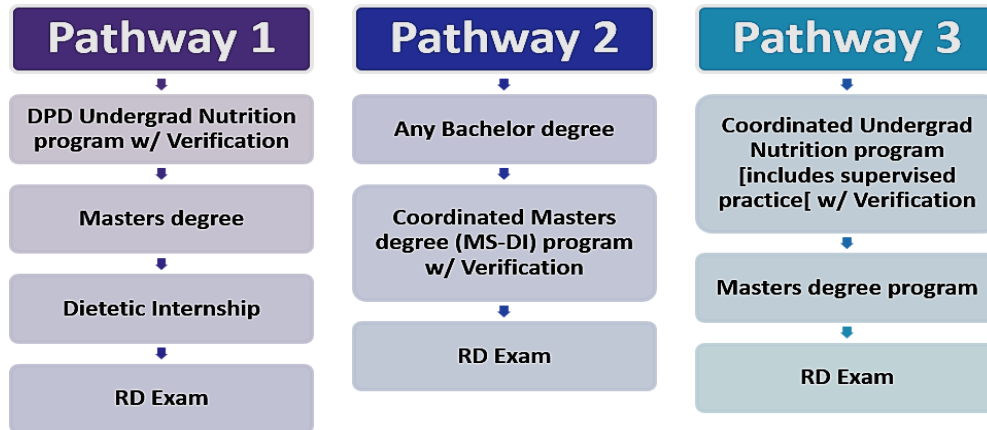 Pathway 1
DPD Undergrad Nutrition
program w/ Verification
Masters degree
Dietetic Internship
RD Exam
Pathway 2
Any Bachelor degree
Coordinated Masters
degree (MS-DI) program
w/ Verification
RD Exam
Pathway 3
Coordinated Undergrad
Nutrition program
[includes supervised
practice[ w/ Verification
Masters degree program
RD Exam